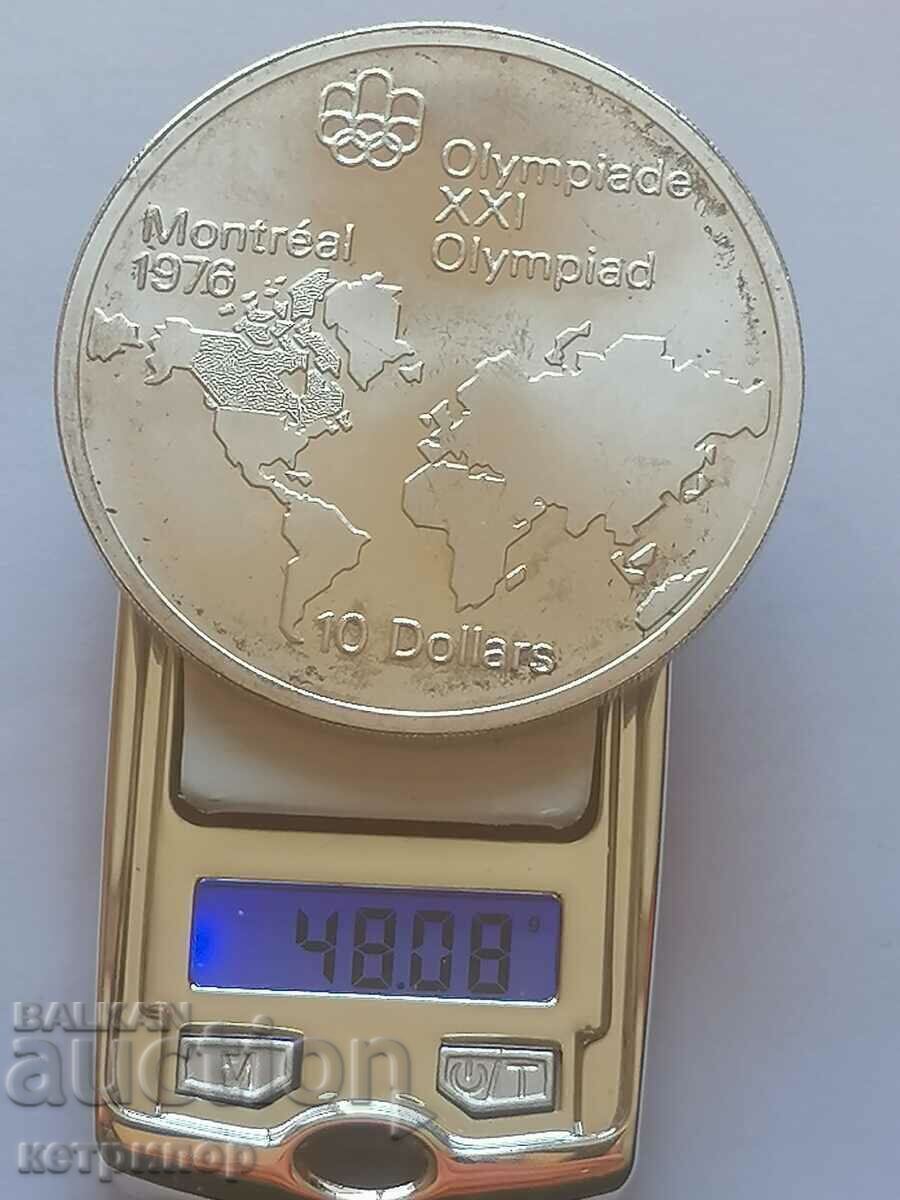 Olympiade
XXI
Olympiad
Montréal
1976
10 Dollars
48.08 g
M
/T
BALKAN
auction
кетрипор